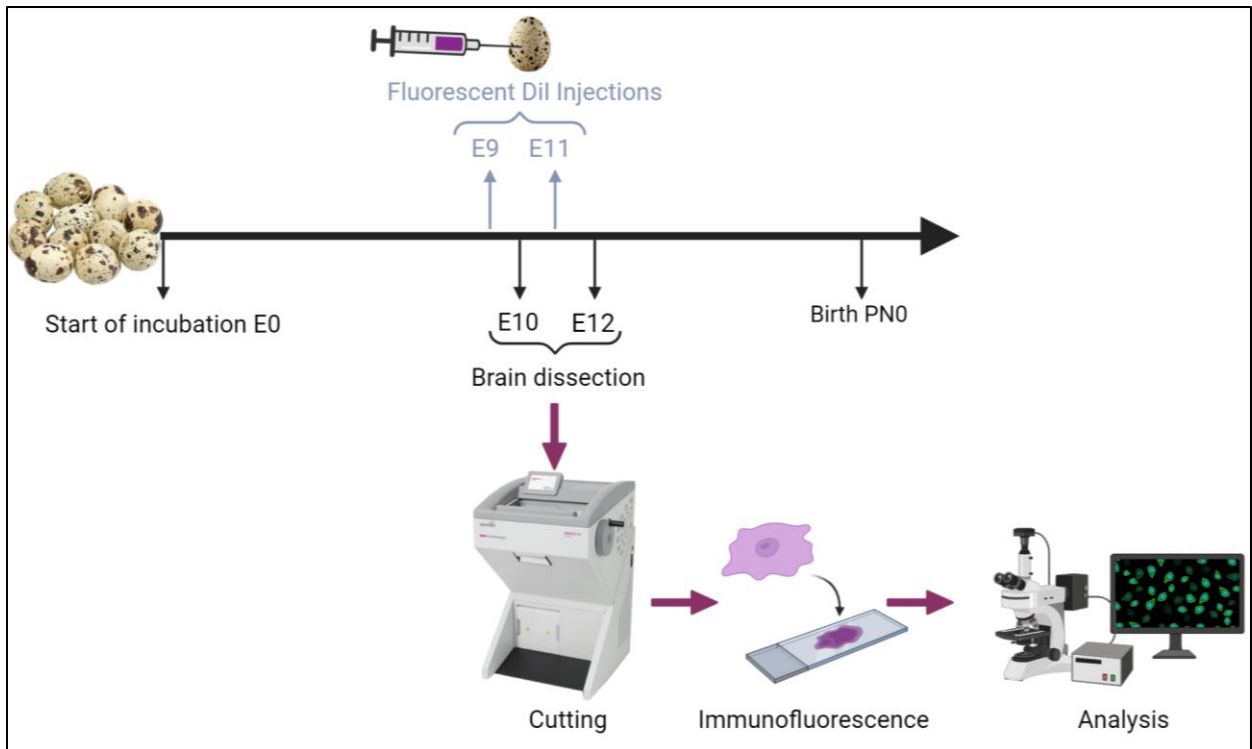 Fluorescent DiI Injections
E9 E11
Start of incubation E0
E10 E12
Birth PN0
Brain dissection
Cutting
Immunofluorescence
Analysis